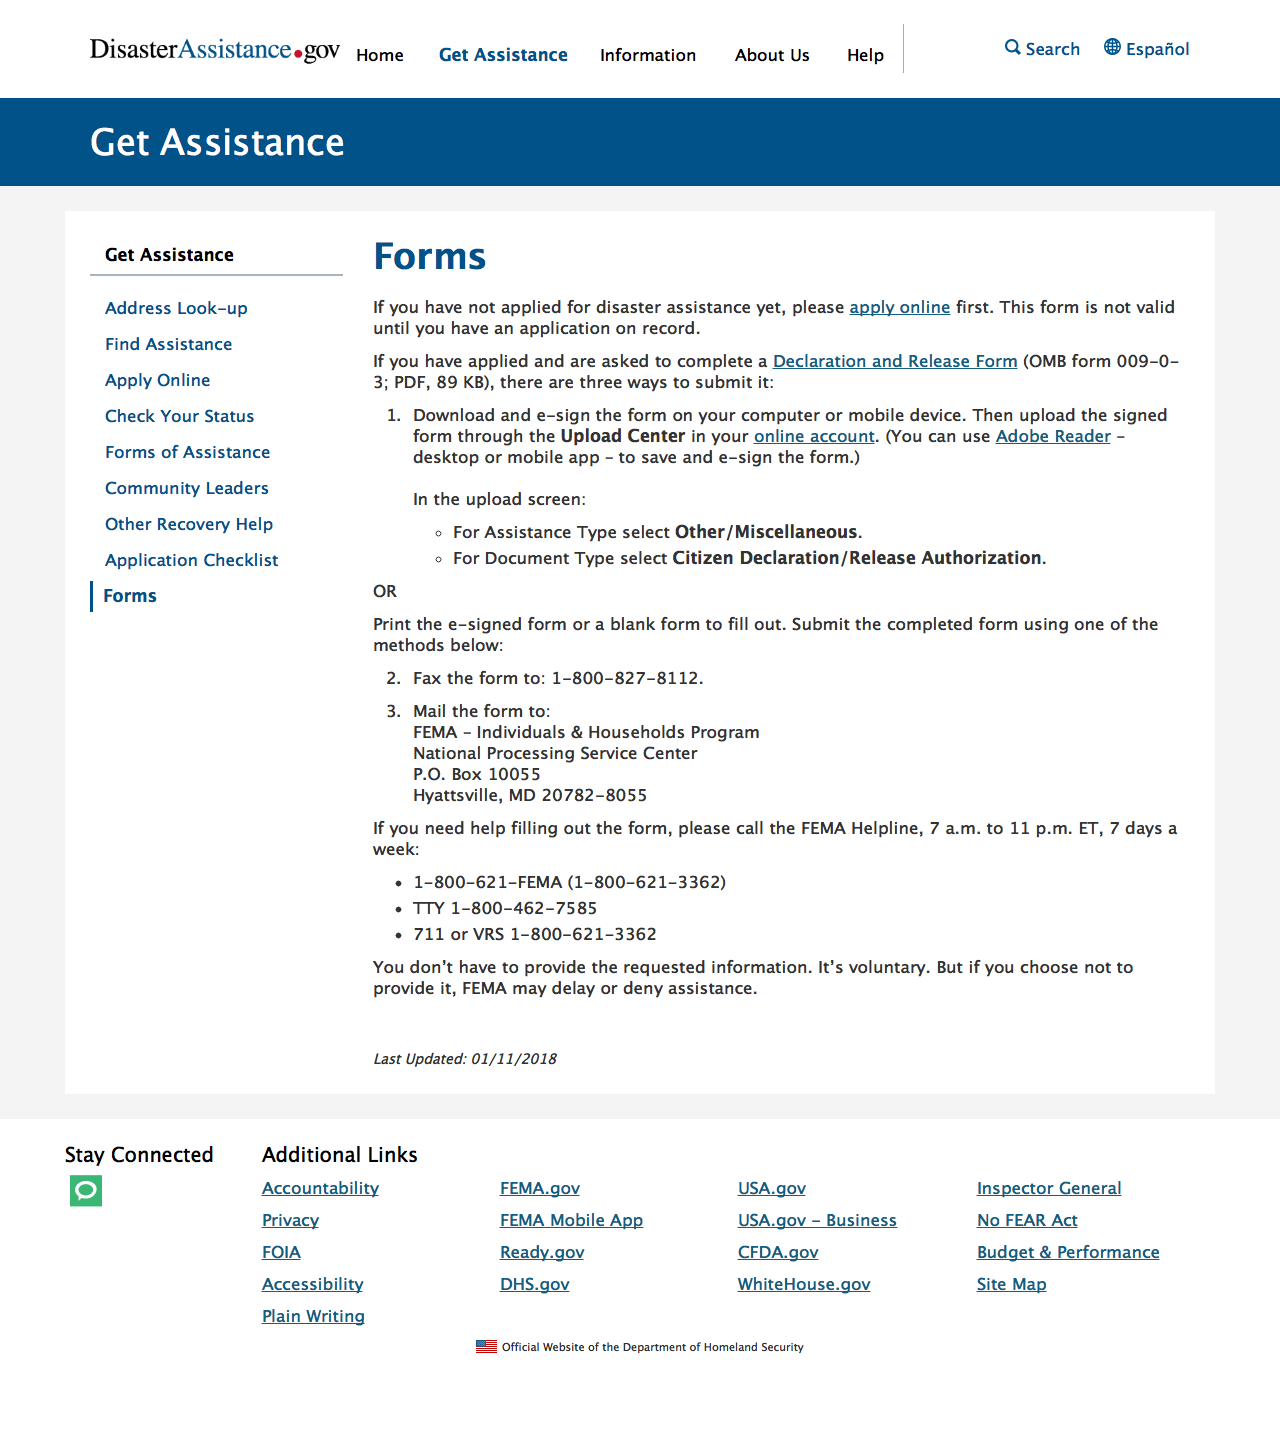 DisasterAssistance.gov
Home
Get Assistance
Information
About Us
Help
Search
Español
Get Assistance
Get Assistance
Address Look-up
Find Assistance
Apply Online
Check Your Status
Forms of Assistance
Community Leaders
Other Recovery Help
Application Checklist
Forms
Forms
If you have not applied for disaster assistance yet, please apply online first. This form is not valid
until you have an application on record.
If you have applied and are asked to complete a Declaration and Release Form (OMB form 009-0-
3; PDF, 89 KB), there are three ways to submit it:
1. Download and e-sign the form on your computer or mobile device. Then upload the signed
form through the Upload Center in your online account. (You can use Adobe Reader –
desktop or mobile app – to save and e-sign the form.)
In the upload screen:
◦ For Assistance Type select Other/Miscellaneous.
◦ For Document Type select Citizen Declaration/Release Authorization.
OR
Print the e-signed form or a blank form to fill out. Submit the completed form using one of the
methods below:
2. Fax the form to: 1-800-827-8112.
3. Mail the form to:
FEMA – Individuals & Households Program
National Processing Service Center
P.O. Box 10055
Hyattsville, MD 20782-8055
If you need help filling out the form, please call the FEMA Helpline, 7 a.m. to 11 p.m. ET, 7 days a
week:
• 1-800-621-FEMA (1-800-621-3362)
• TTY 1-800-462-7585
• 711 or VRS 1-800-621-3362
You don’t have to provide the requested information. It’s voluntary. But if you choose not to
provide it, FEMA may delay or deny assistance.
Last Updated: 01/11/2018
Stay Connected
Additional Links
Accountability
Privacy
FOIA
Accessibility
Plain Writing
FEMA.gov
FEMA Mobile App
Ready.gov
DHS.gov
USA.gov
USA.gov – Business
CFDA.gov
WhiteHouse.gov
Inspector General
No FEAR Act
Budget & Performance
Site Map
Official Website of the Department of Homeland Security